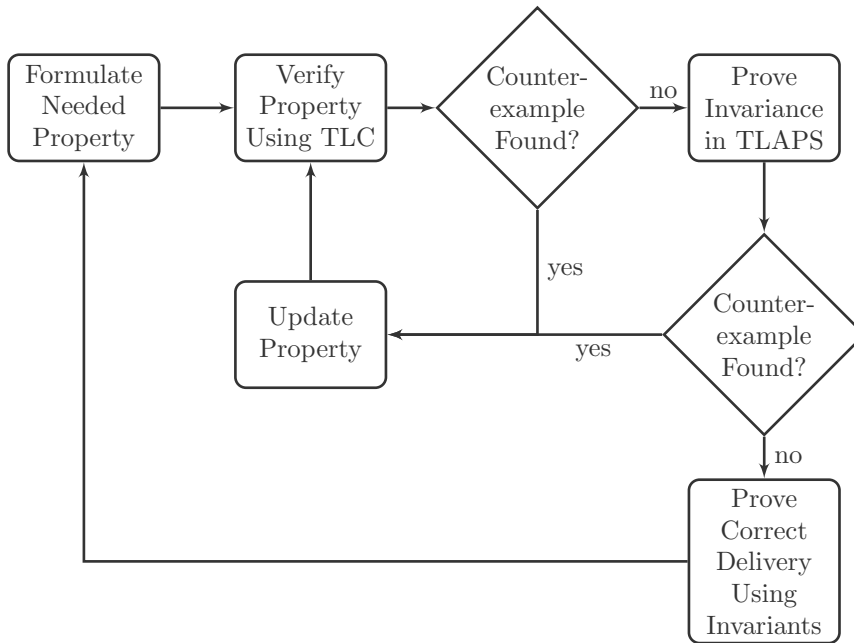 Formulate
Needed
Property
Verify
Property
Using TLC
Counter-
example
Found?
no
Prove
Invariance
in TLAPS
yes
Update
Property
yes
Counter-
example
Found?
no
Prove
Correct
Delivery
Using
Invariants